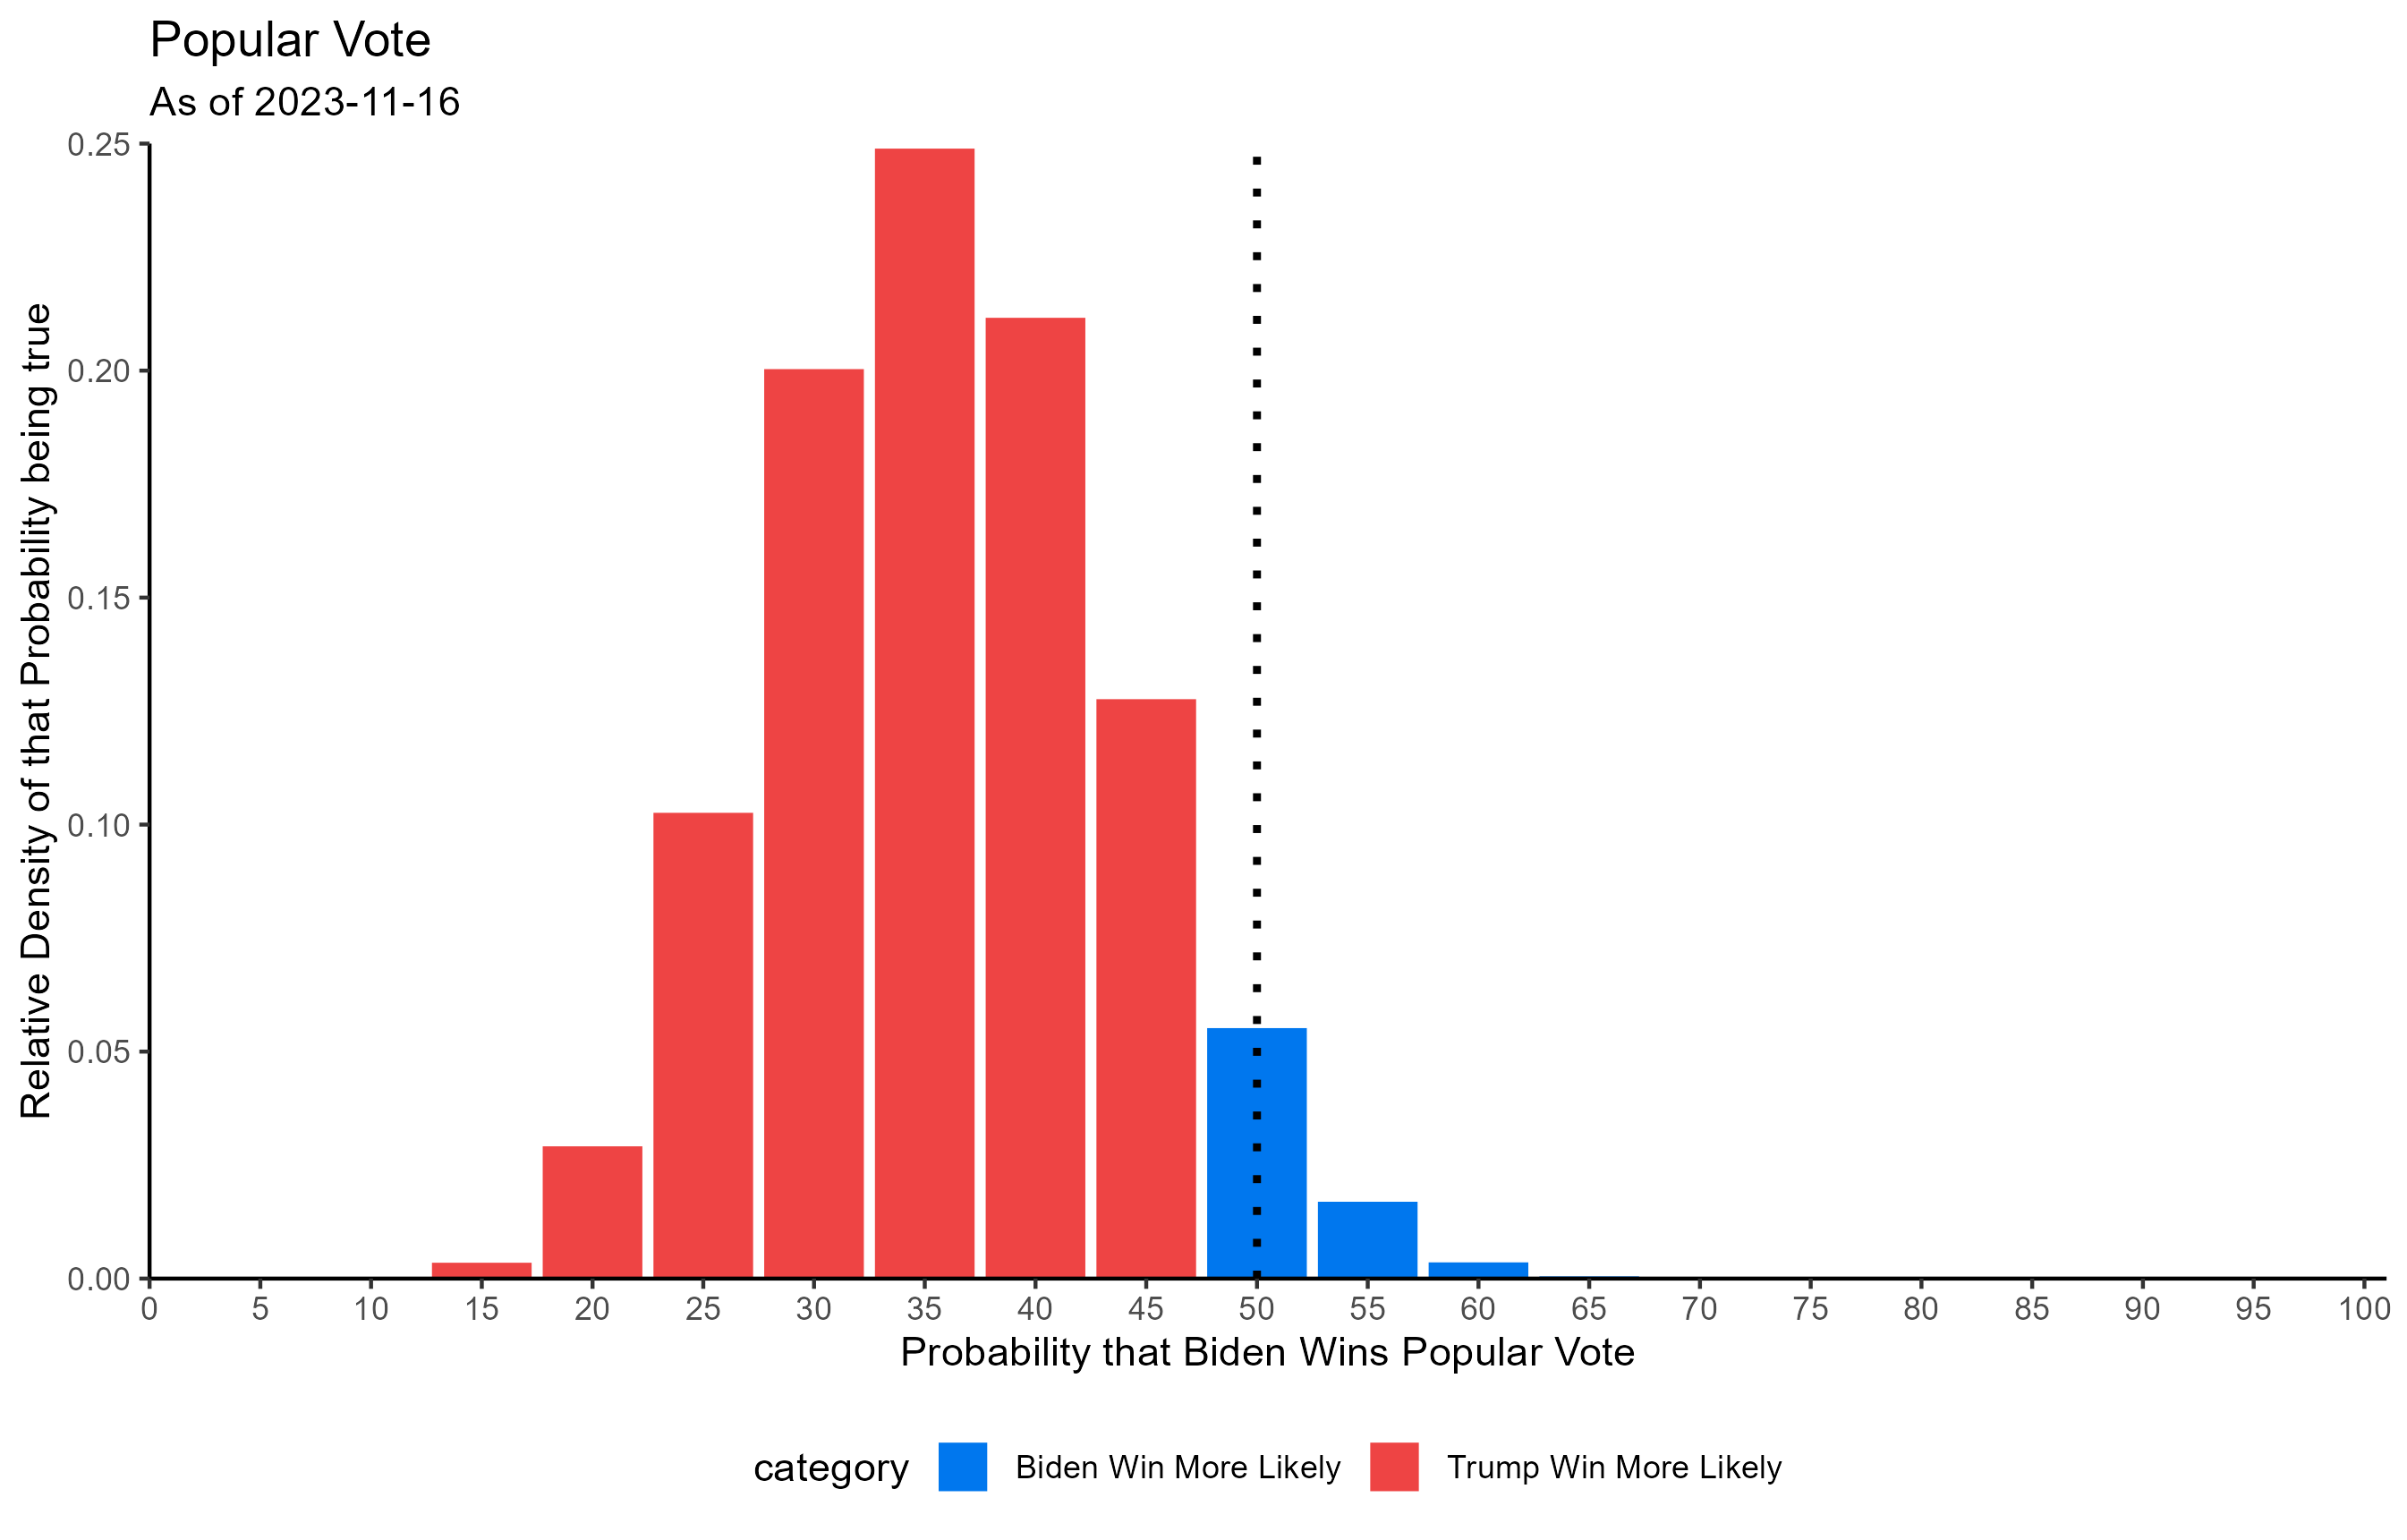 Popular Vote
As of 2023-11-16
Relative Density of that Probability being true
0.25
0.20
0.15
0.10
0.05
0.00
0 5 10 15 20 25 30 35 40 45 50 55 60 65 70 75 80 85 90 95 100
Probability that Biden Wins Popular Vote
category Biden Win More Likely Trump Win More Likely